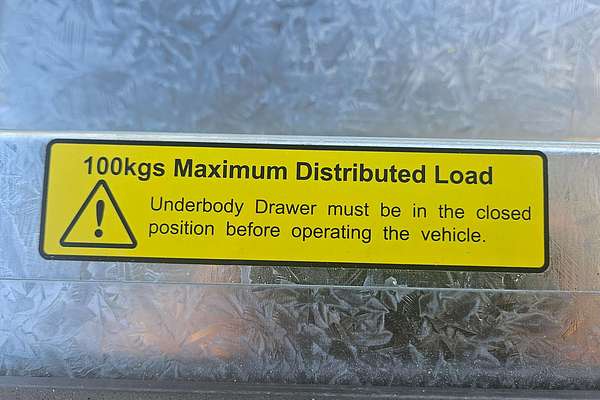 100kgs Maximum Distributed Load
Underbody Drawer must be in the closed
position before operating the vehicle.